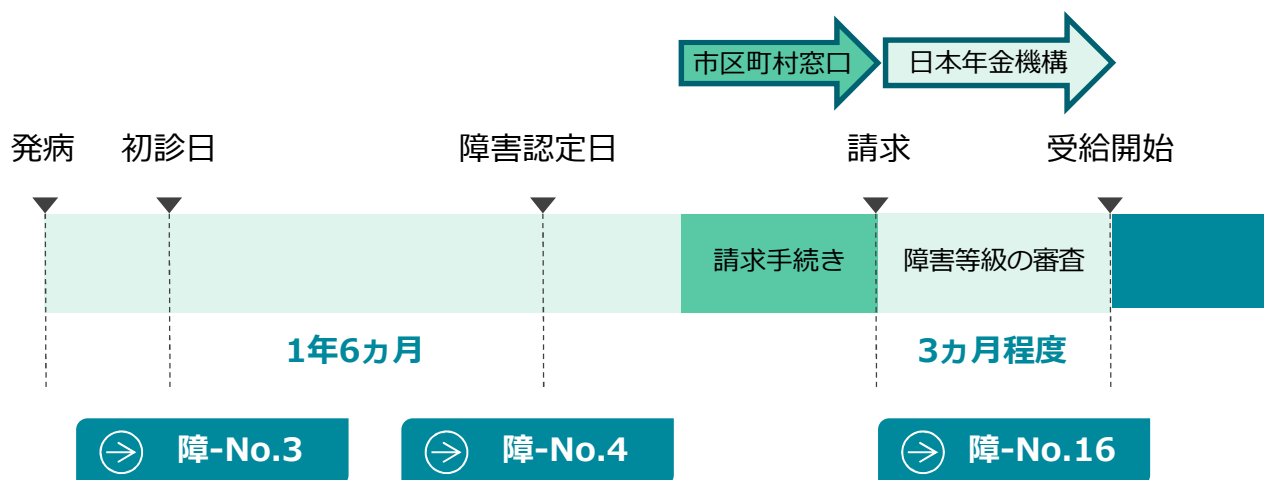 市区町村窓口
日本年金機構
発病
初診日
障害認定日
請求
受給開始
請求手続き
障害等級の審査
1年6ヵ月
3ヵ月程度
障-No.3
障-No.4
障-No.16